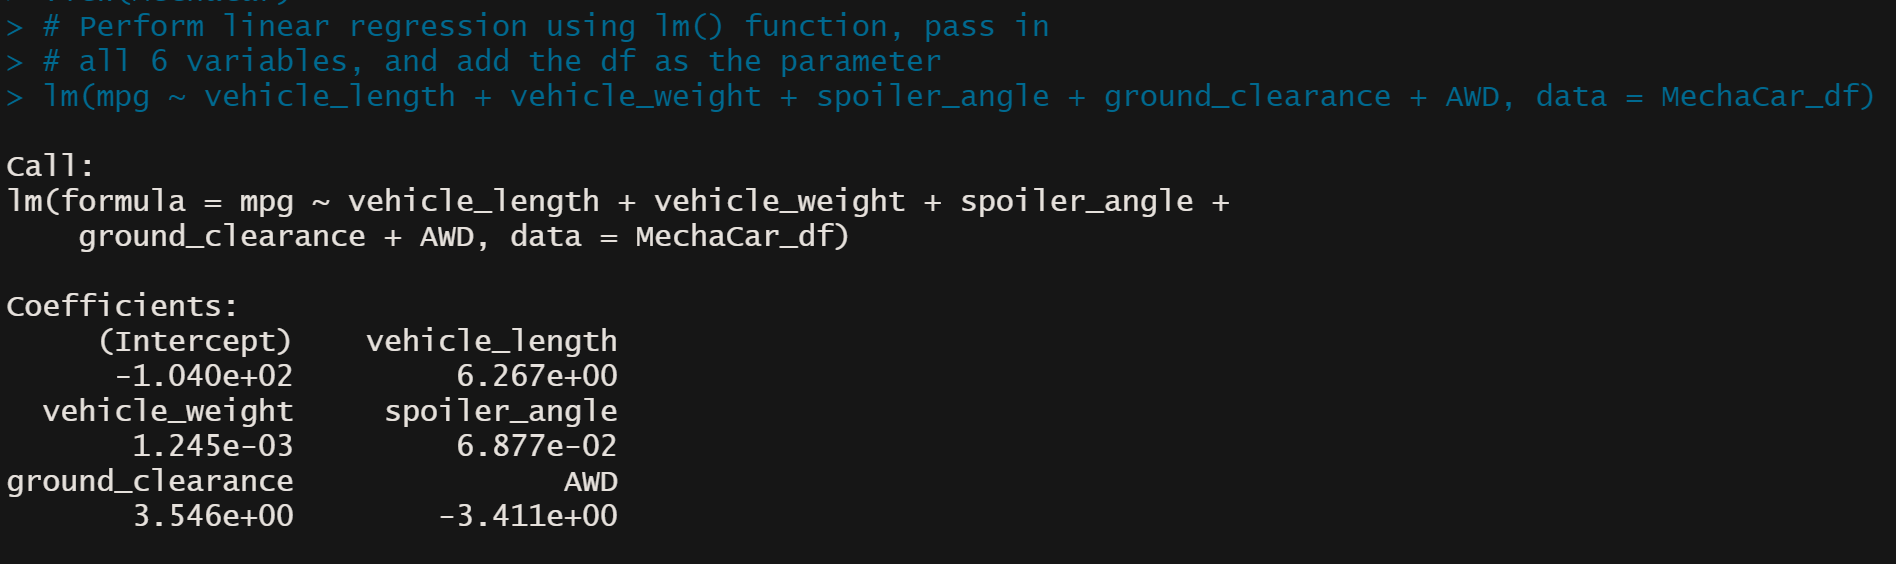 > # Perform linear regression using lm() function, pass in
> # all 6 variables, and add the df as the parameter
> lm(mpg ~ vehicle_length + vehicle_weight + spoiler_angle + ground_clearance + AWD, data = MechaCar_df)
Call:
lm(formula = mpg ~ vehicle_length + vehicle_weight + spoiler_angle +
    ground_clearance + AWD, data = MechaCar_df)
Coefficients:
     (Intercept)    vehicle_length
      -1.040e+02         6.267e+00
  vehicle_weight     spoiler_angle
       1.245e-03         6.877e-02
ground_clearance               AWD
       3.546e+00        -3.411e+00